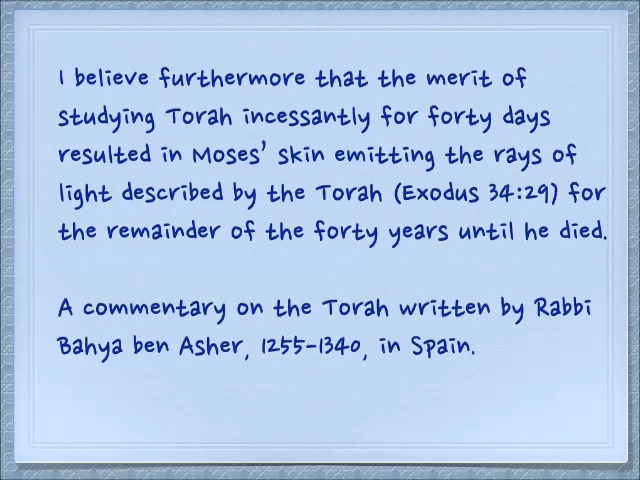 I believe furthermore that the merit of
studying Torah incessantly for forty days
resulted in Moses' skin emitting the rays of
light described by the Torah (Exodus 34:29) for
the remainder of the forty years until he died.
A commentary on the Torah written by Rabbi
Bahya ben Asher, 1255-1340, in Spain.